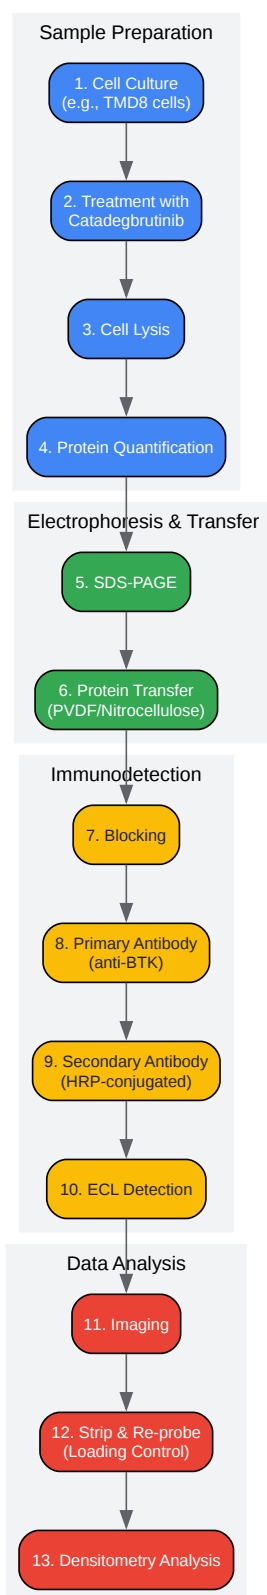 Sample Preparation
1. Cell Culture
(e.g., TMD8 cells)
2. Treatment with
Catadegbrutinib
3. Cell Lysis
4. Protein Quantification
Electrophoresis & Transfer
5. SDS-PAGE
6. Protein Transfer
(PVDF/Nitrocellulose)
Immunodetection
7. Blocking
8. Primary Antibody
(anti-BTK)
9. Secondary Antibody
(HRP-conjugated)
10. ECL Detection
Data Analysis
11. Imaging
12. Strip & Re-probe
(Loading Control)
13. Densitometry Analysis